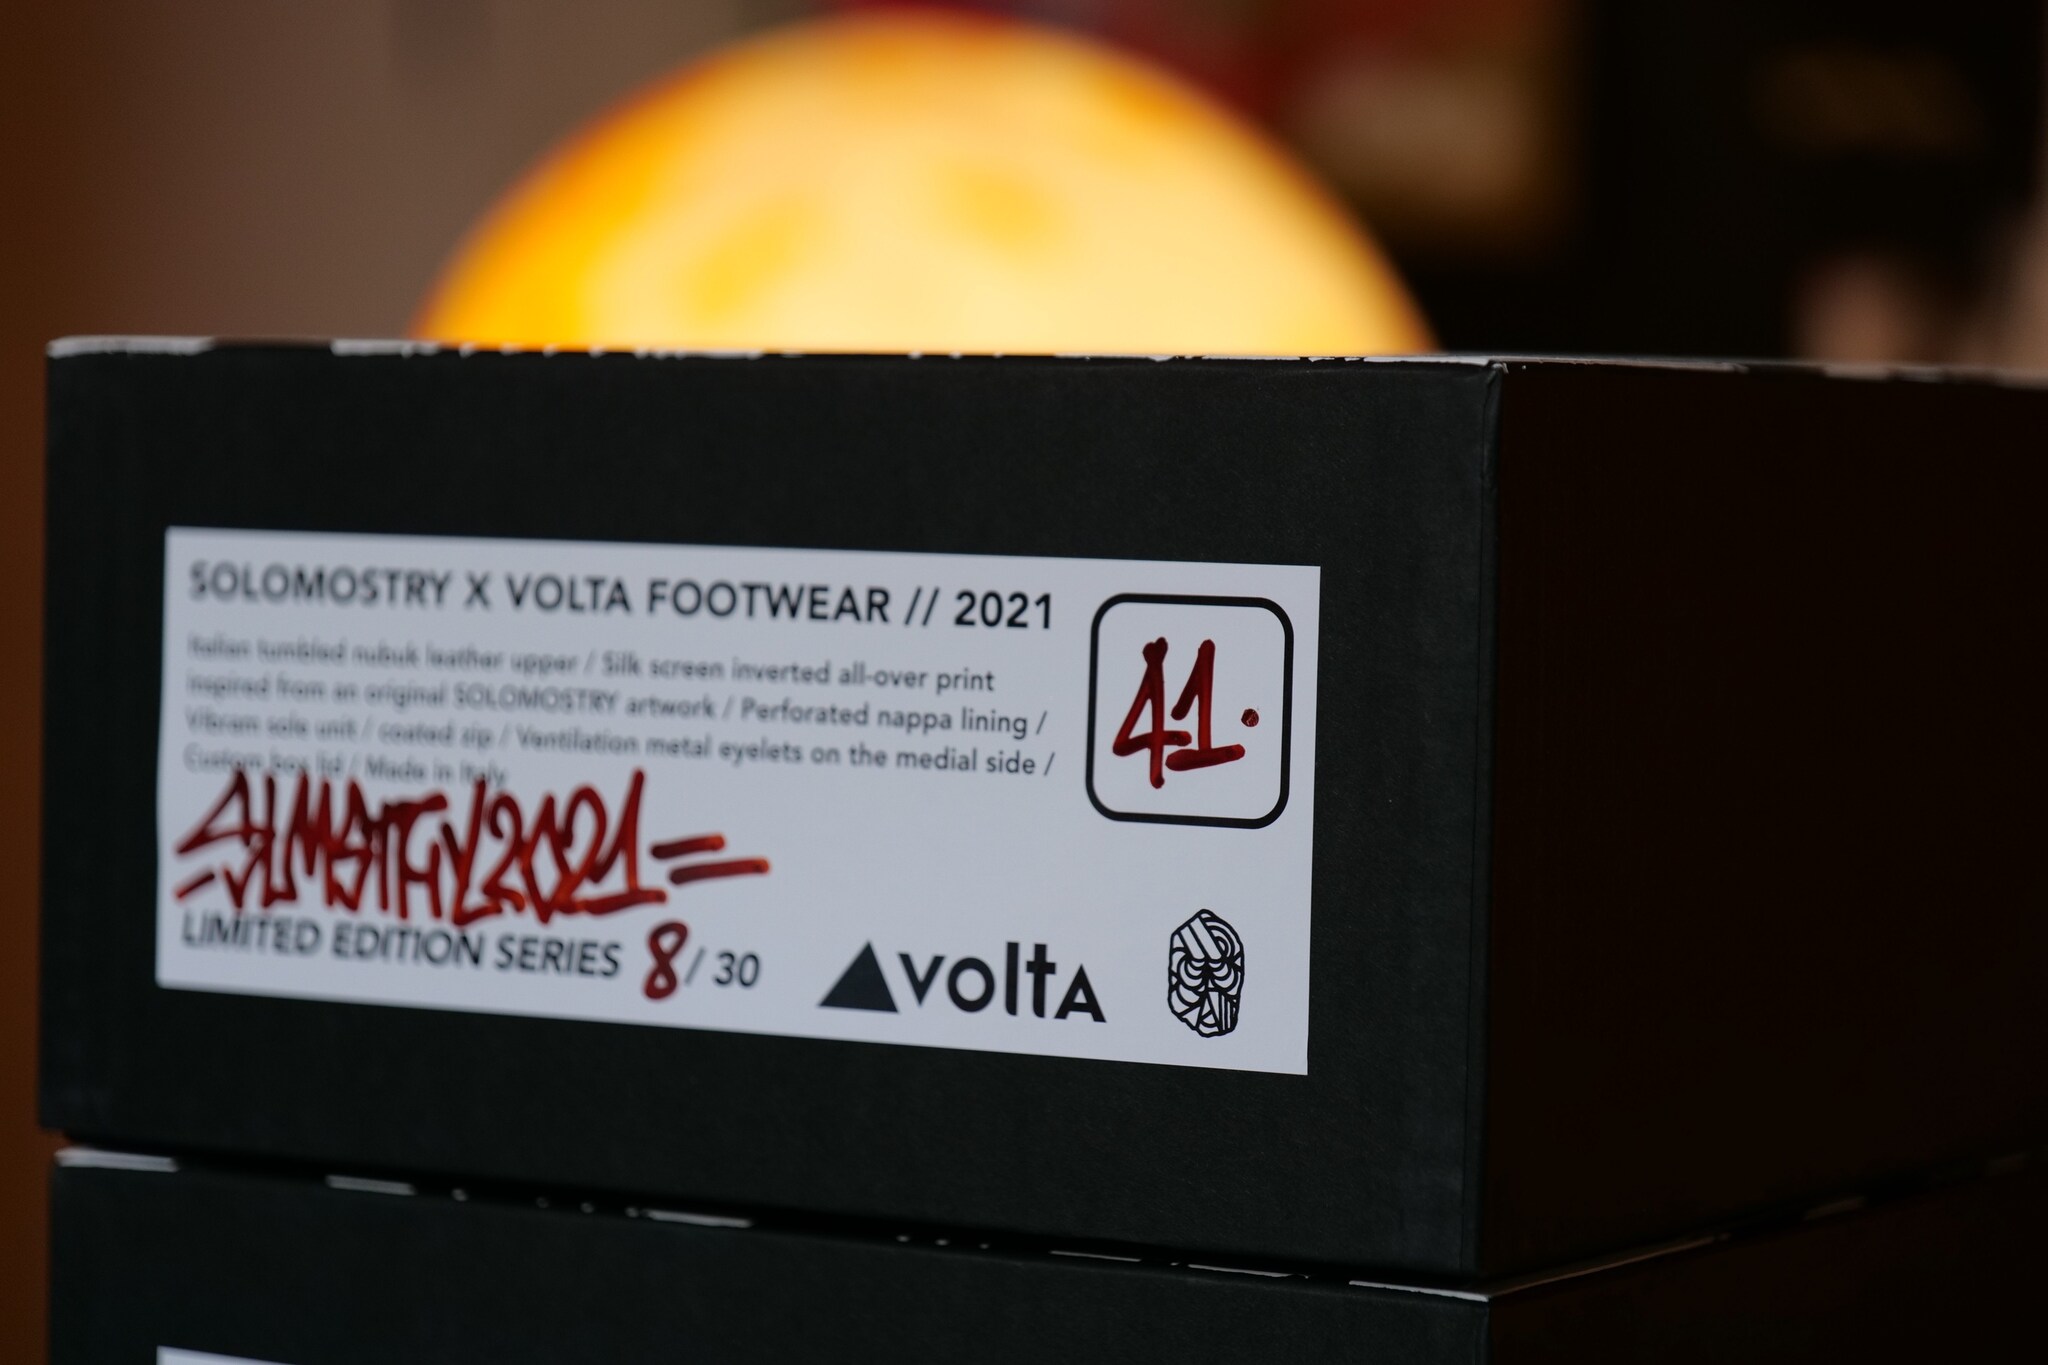 SOLOMOSTRY X VOLTA FOOTWEAR // 2021
Italian tumbled nubuk leather upper / Silk screen inverted all-over print
Inspired from an original SOLOMOSTRY artwork / Perforated nappa lining /
Vibram sole unit / coated zip / Ventilation metal eyelets on the medial side /
Custom box lid / Made in Italy
41.
SLMSTRY2021
LIMITED EDITION SERIES 8/ 30
VOLTA